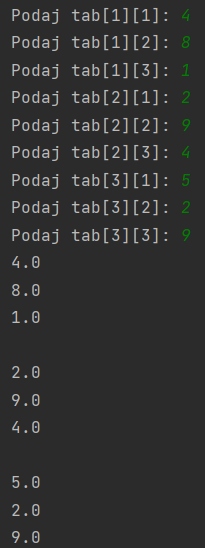 Podaj tab[1][1]: 4
Podaj tab[1][2]: 8
Podaj tab[1][3]: 1
Podaj tab[2][1]: 2
Podaj tab[2][2]: 9
Podaj tab[2][3]: 4
Podaj tab[3][1]: 5
Podaj tab[3][2]: 2
Podaj tab[3][3]: 9
4.0
8.0
1.0

2.0
9.0
4.0

5.0
2.0
9.0